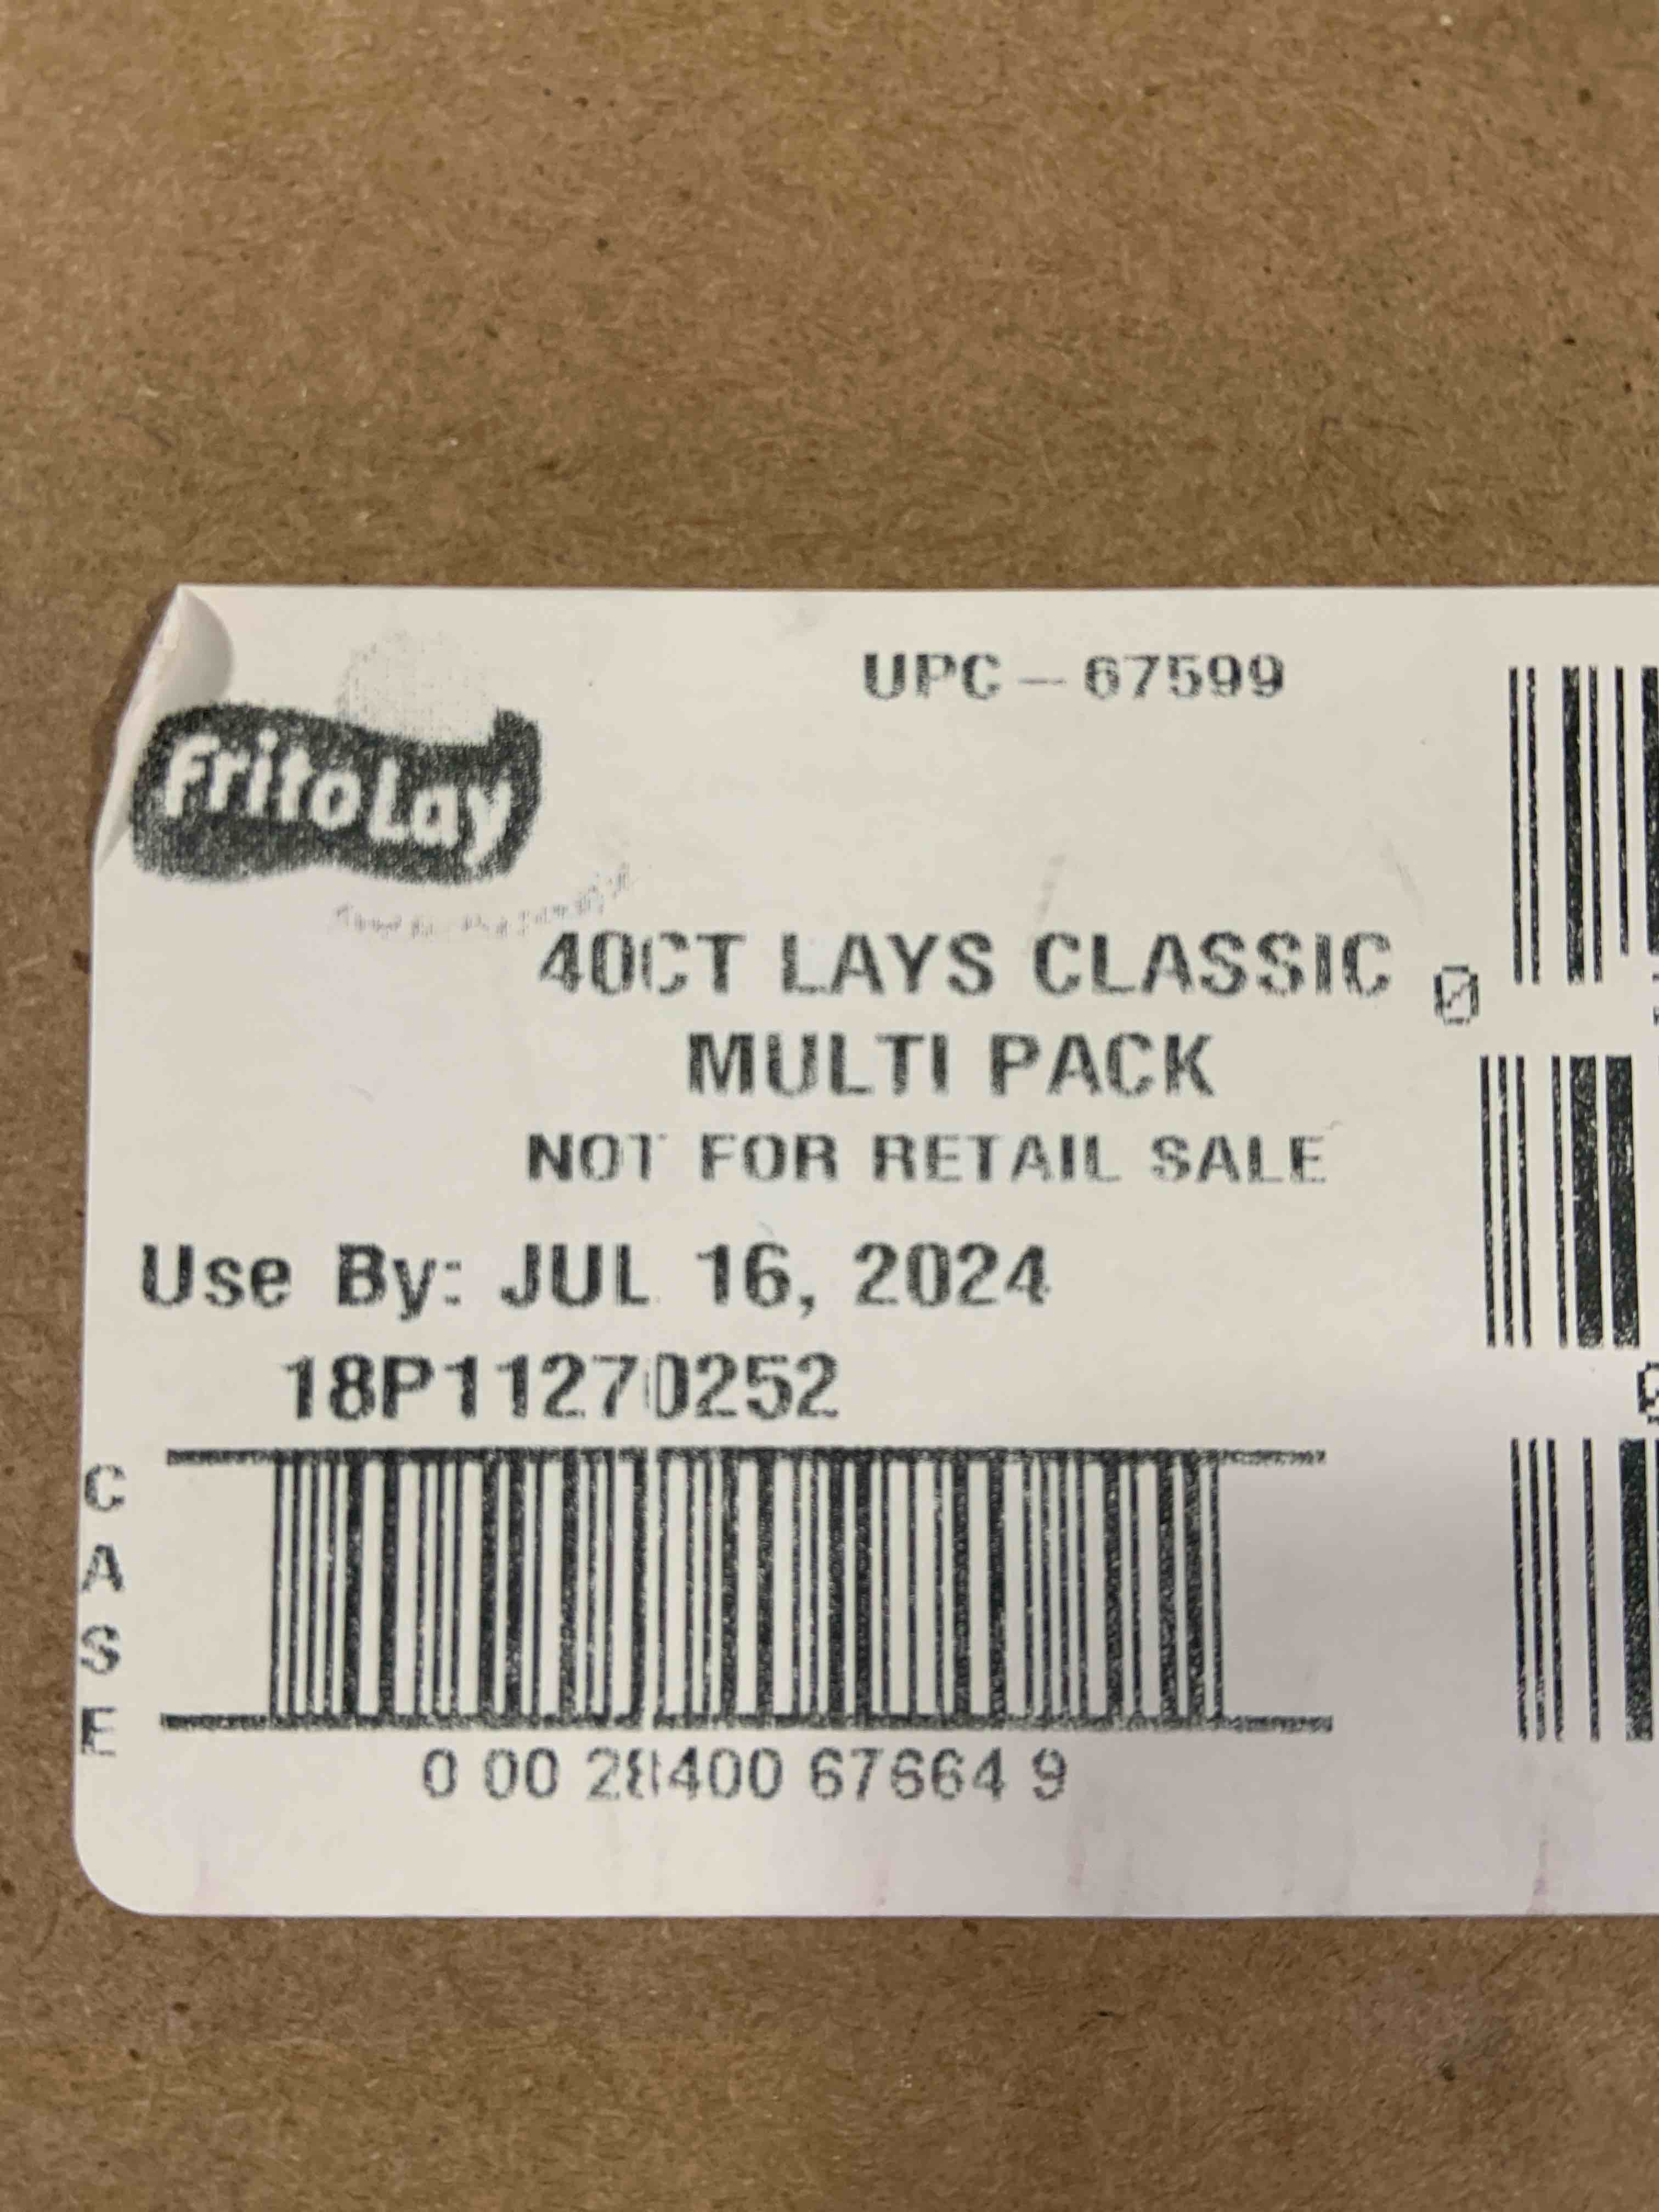 UPC - 67599
FritoLay
40CT LAYS CLASSIC
MULTI PACK
NOT FOR RETAIL SALE
Use By: JUL 16, 2024
18P11270252
CASE
0 00 28400 67664 9
0